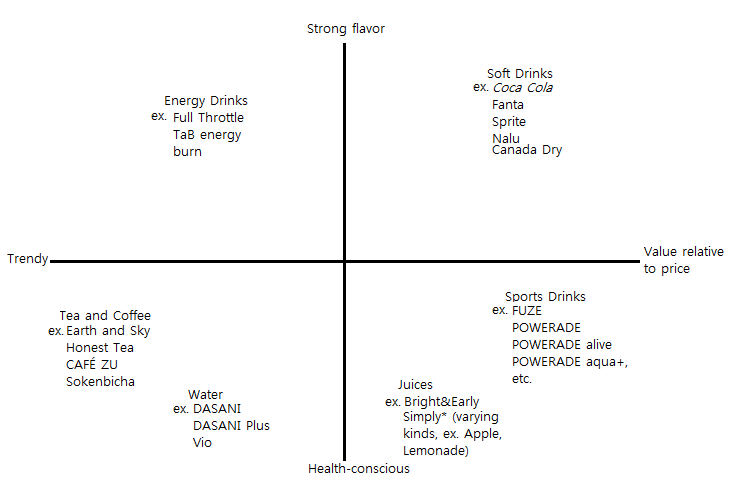 Strong flavor
Soft Drinks
ex. Coca Cola
Fanta
Sprite
Nalu
Canada Dry
Energy Drinks
ex. Full Throttle
TaB energy
burn
Trendy
Value relative
to price
Sports Drinks
ex. FUZE
POWERADE
POWERADE alive
POWERADE aqua+,
etc.
Tea and Coffee
ex. Earth and Sky
Honest Tea
CAFÉ ZU
Sokenbicha
Water
ex. DASANI
DASANI Plus
Vio
Juices
ex. Bright&Early
Simply* (varying
kinds, ex. Apple,
Lemonade)
Health-conscious